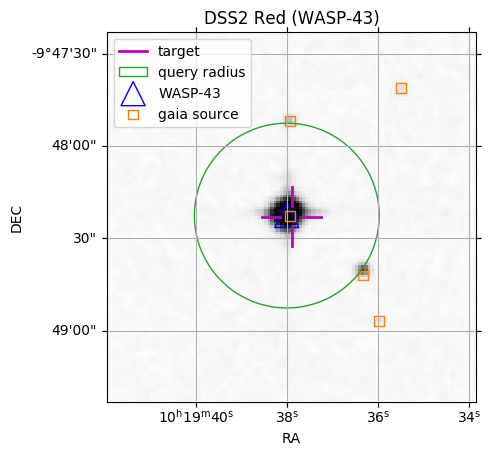 DSS2 Red (WASP-43)
target
query radius
WASP-43
gaia source
-9°47'30"
48'00"
30"
49'00"
DEC
10ʰ19ᵐ40ˢ 38ˢ 36ˢ 34ˢ
RA